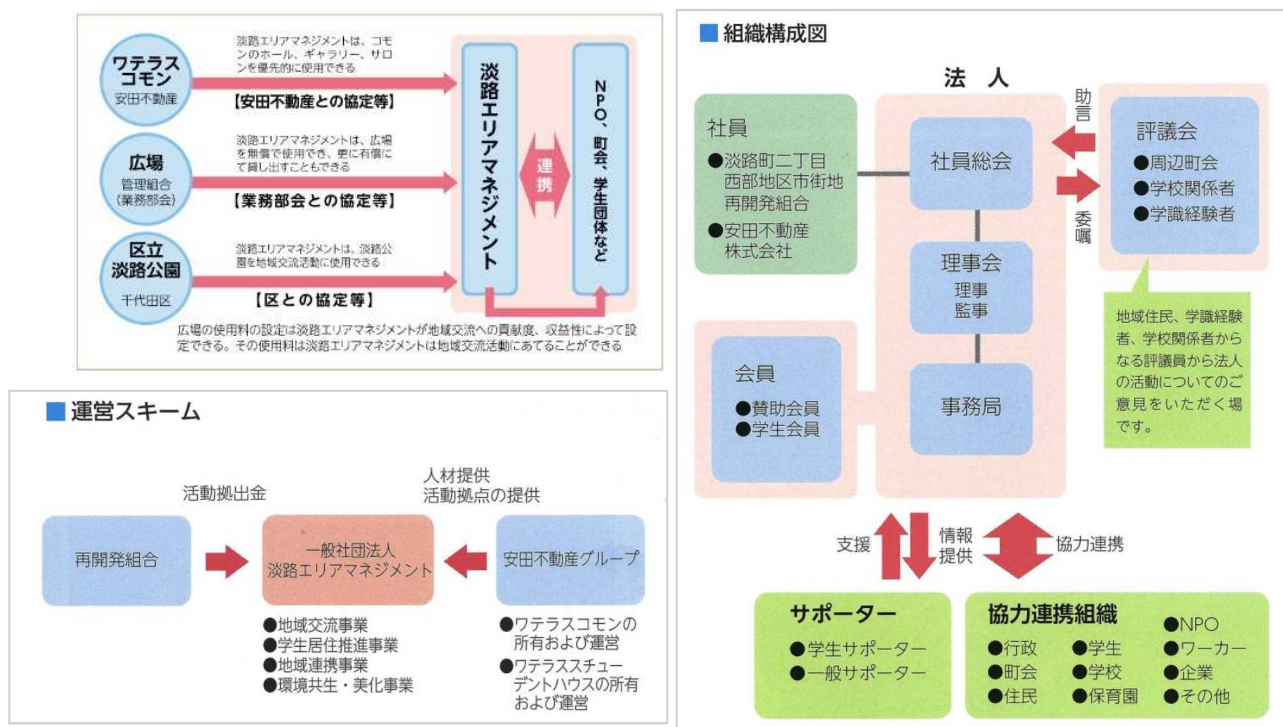 ワテラス
コモン
安田不動産
淡路エリアマネジメントは、コモ
ンのホール、ギャラリー、サロ
ンを優先的に使用できる
【安田不動産との協定等】
広場
管理組合
(業務部会)
淡路エリアマネジメントは、広場
を無償で使用でき、更に有償に
て貸し出すこともできる
【業務部会との協定等】
区立
淡路公園
千代田区
淡路エリアマネジメントは、淡路公
園を地域交流活動に使用できる
【区との協定等】
淡路エリアマネジメント
連携
NPO、町会、学生団体など
広場の使用料の設定は淡路エリアマネジメントが地域交流への貢献度、収益性によって設
定できる。その使用料は淡路エリアマネジメントは地域交流活動にあてることができる
■運営スキーム
活動拠出金
人材提供
活動拠点の提供
再開発組合
一般社団法人
淡路エリアマネジメント
安田不動産グループ
●地域交流事業
●学生居住推進事業
●地域連携事業
●環境共生・美化事業
●ワテラスコモンの
所有および運営
●ワテラススチュー
デントハウスの所有
および運営
■組織構成図
法 人
社員
●淡路町二丁目
西部地区市街地
再開発組合
●安田不動産
株式会社
社員総会
理事会
理事
監事
事務局
会員
●賛助会員
●学生会員
助言
委嘱
評議会
●周辺町会
●学校関係者
●学識経験者
地域住民、学識経験
者、学校関係者から
なる評議員から法人
の活動についてのご
意見をいただく場
です。
支援
情報
提供
協力連携
サポーター
●学生サポーター
●一般サポーター
協力連携組織
●行政
●町会
●住民
●学生
●学校
●保育園
●NPO
●ワーカー
●企業
●その他